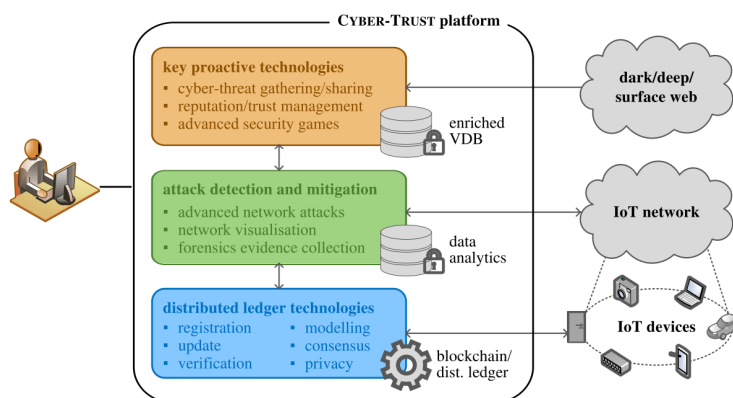 CYBER-TRUST platform
key proactive technologies
▪ cyber-threat gathering/sharing
▪ reputation/trust management
▪ advanced security games
enriched
VDB
dark/deep/
surface web
attack detection and mitigation
▪ advanced network attacks
▪ network visualisation
▪ forensics evidence collection
data
analytics
IoT network
distributed ledger technologies
▪ registration ▪ modelling
▪ update ▪ consensus
▪ verification ▪ privacy
blockchain/
dist. ledger
IoT devices